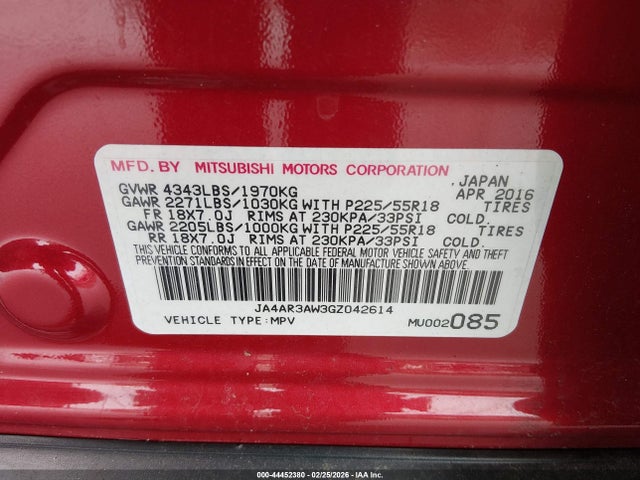 MFD. BY MITSUBISHI MOTORS CORPORATION
,JAPAN
GVWR 4343LBS/1970KG APR 2016
GAWR 2271LBS/1030KG WITH P225/55R18 TIRES
FR 18X7.0J RIMS AT 230KPA/33PSI COLD.
GAWR 2205LBS/1000KG WITH P225/55R18 TIRES
RR 18X7.0J RIMS AT 230KPA/33PSI COLD.
THIS VEHICLE CONFORMS TO ALL APPLICABLE FEDERAL MOTOR VEHICLE SAFETY AND THEFT
PREVENTION STANDARDS IN EFFECT ON THE DATE OF MANUFACTURE SHOWN ABOVE.
JA4AR3AW3GZ042614
VEHICLE TYPE:MPV MU002085
000-44452380 - 02/25/2026 - IAAI.COM